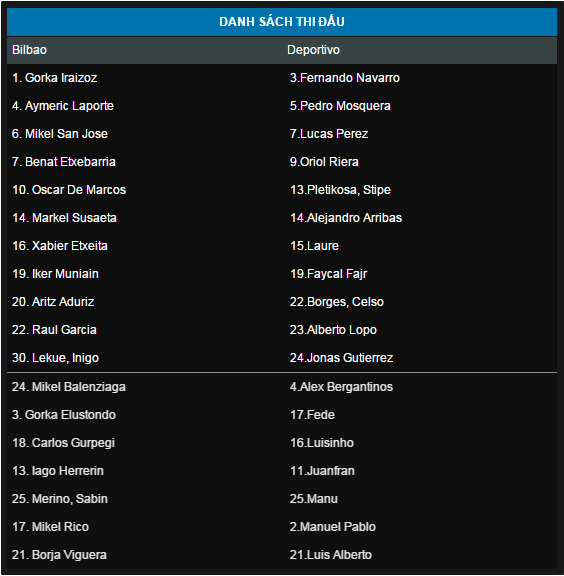 DANH SÁCH THI ĐẤU
Bilbao Deportivo
1. Gorka Iraizoz 3.Fernando Navarro
4. Aymeric Laporte 5.Pedro Mosquera
6. Mikel San Jose 7.Lucas Perez
7. Benat Etxebarria 9.Oriol Riera
10. Oscar De Marcos 13.Pletikosa, Stipe
14. Markel Susaeta 14.Alejandro Arribas
16. Xabier Etxeita 15.Laure
19. Iker Muniain 19.Faycal Fajr
20. Aritz Aduriz 22.Borges, Celso
22. Raul Garcia 23.Alberto Lopo
30. Lekue, Inigo 24.Jonas Gutierrez
24. Mikel Balenziaga 4.Alex Bergantinos
3. Gorka Elustondo 17.Fede
18. Carlos Gurpegi 16.Luisinho
13. Iago Herrerin 11.Juanfran
25. Merino, Sabin 25.Manu
17. Mikel Rico 2.Manuel Pablo
21. Borja Viguera 21.Luis Alberto